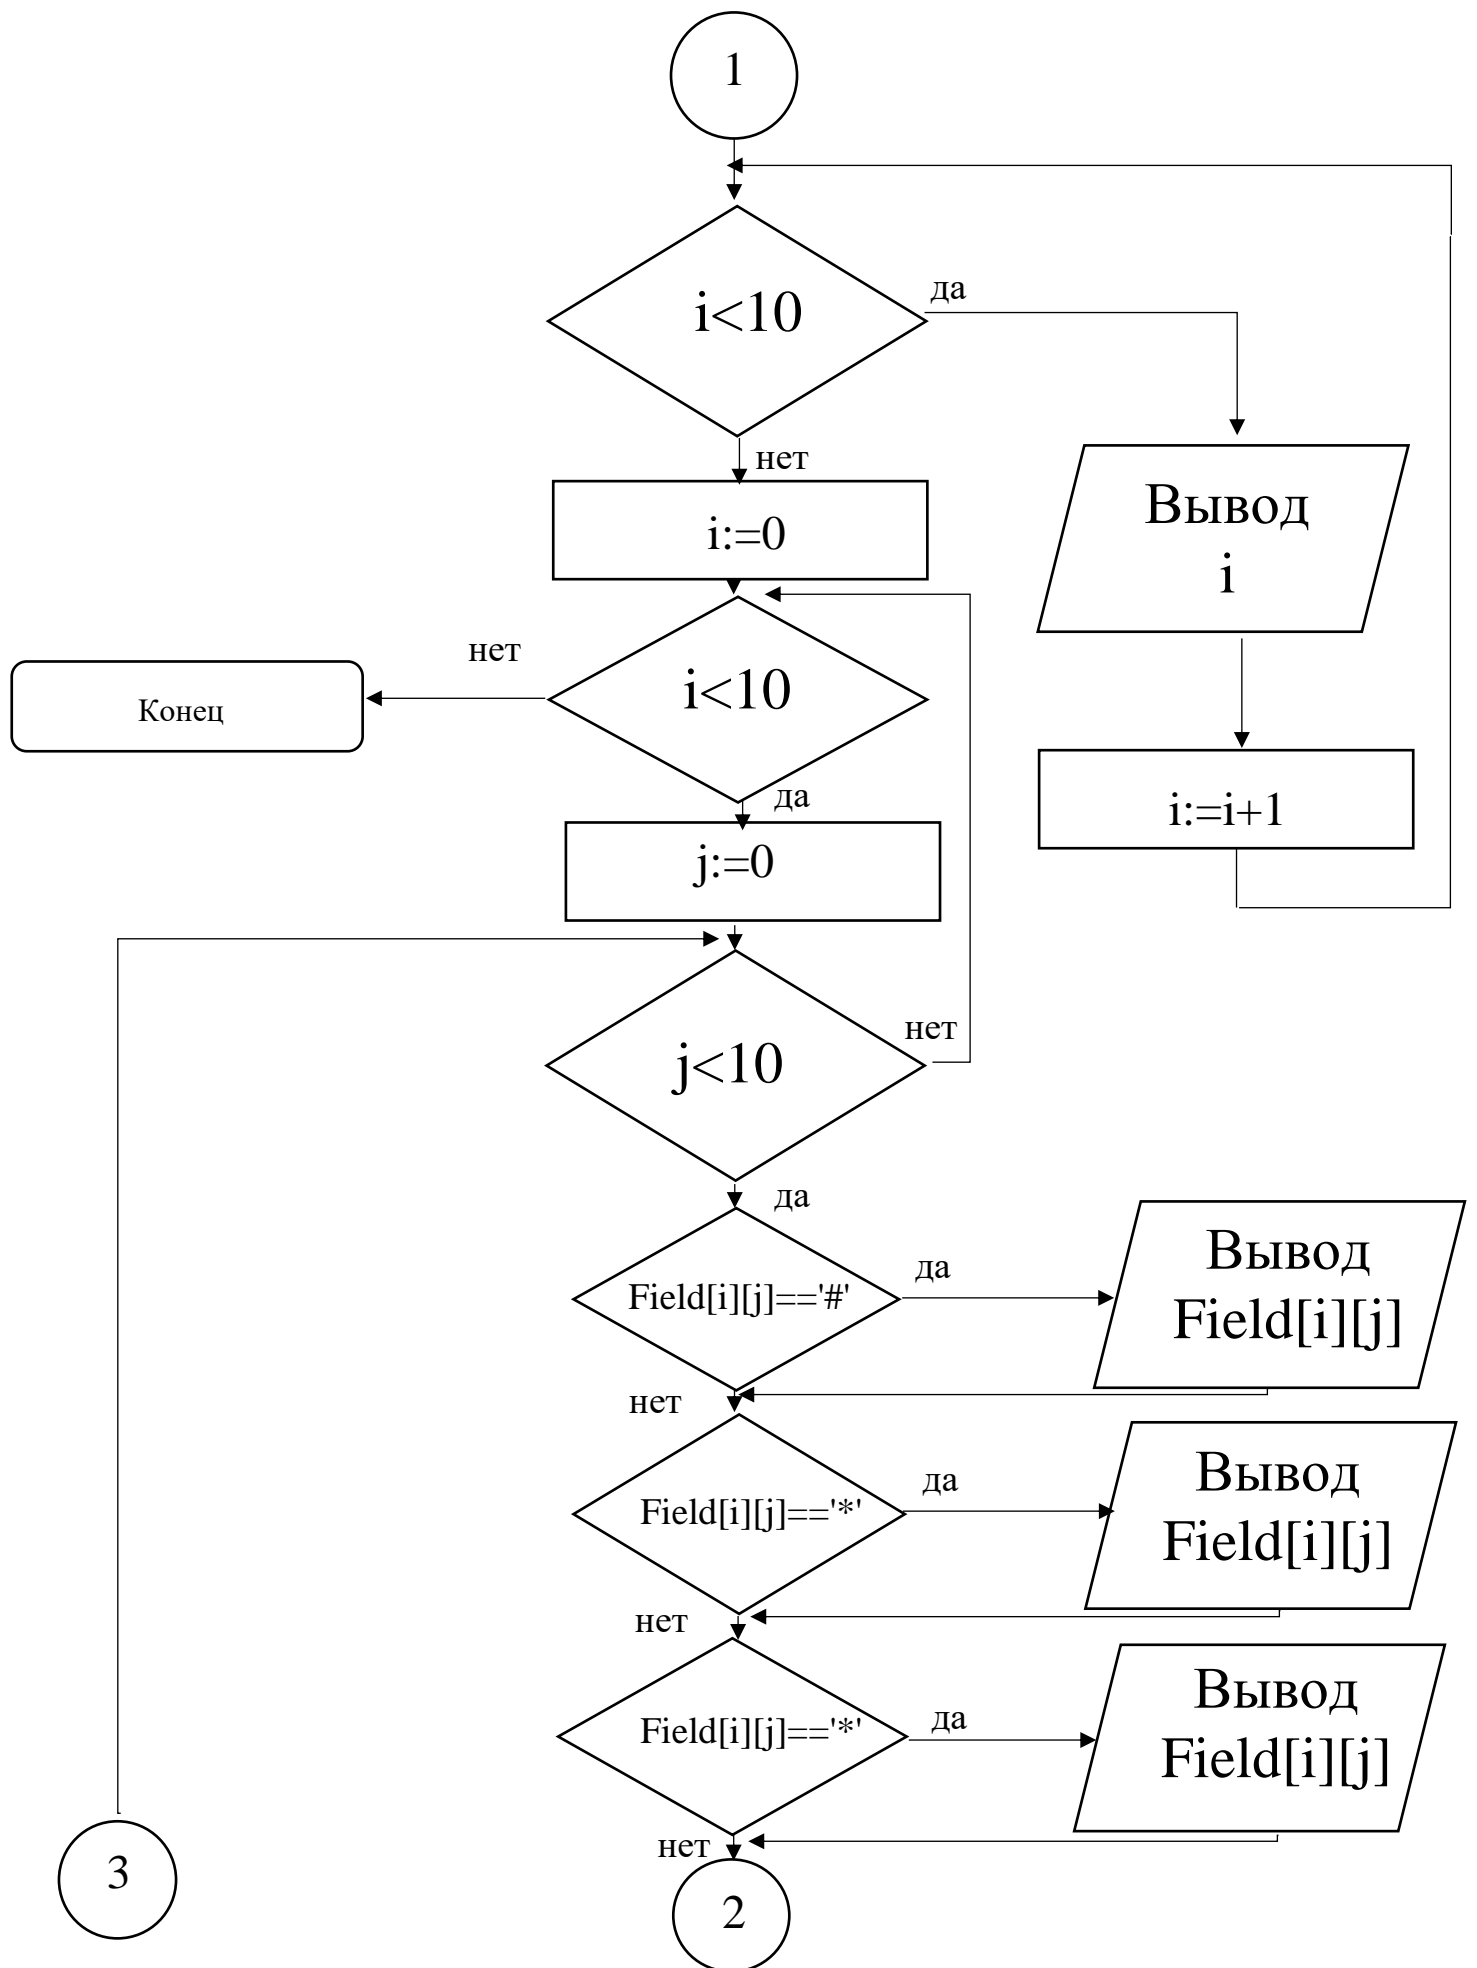 1
i<10
да
нет
Вывод
i
i:=0
нет
i<10
Конец
да
i:=i+1
j:=0
нет
j<10
да
Field[i][j]=='#'
да
Вывод
Field[i][j]
нет
Field[i][j]=='*'
да
Вывод
Field[i][j]
нет
Field[i][j]=='*'
да
Вывод
Field[i][j]
нет
3
2